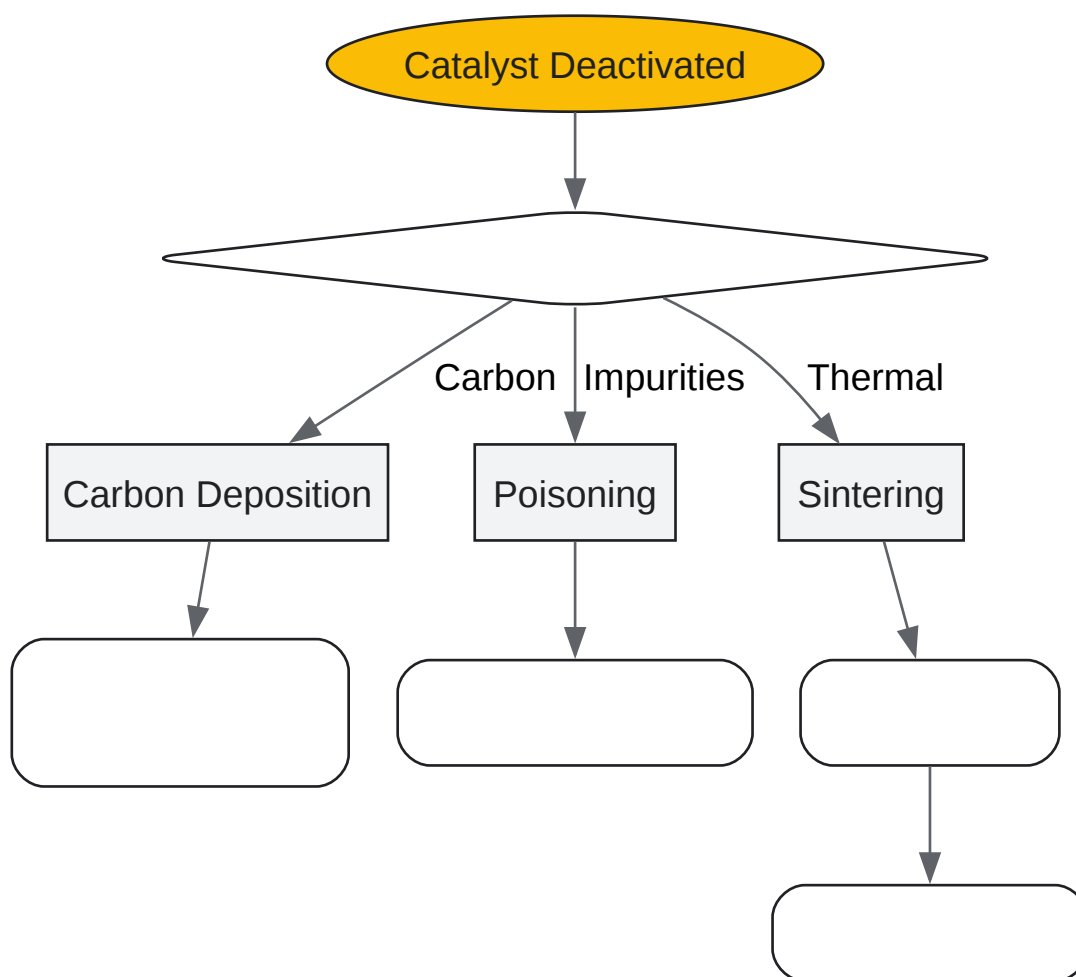 Catalyst Deactivated
Carbon
Impurities
Thermal
Carbon Deposition
Poisoning
Sintering